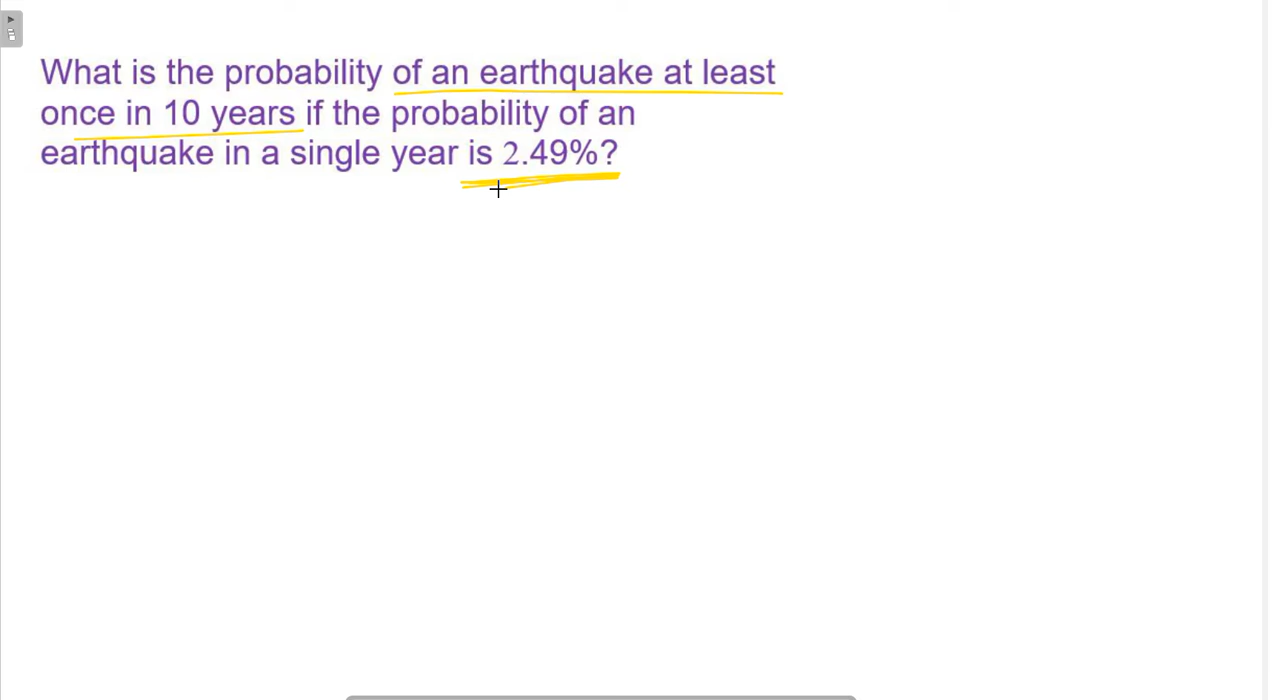 What is the probability of an earthquake at least
once in 10 years if the probability of an
earthquake in a single year is 2.49%?